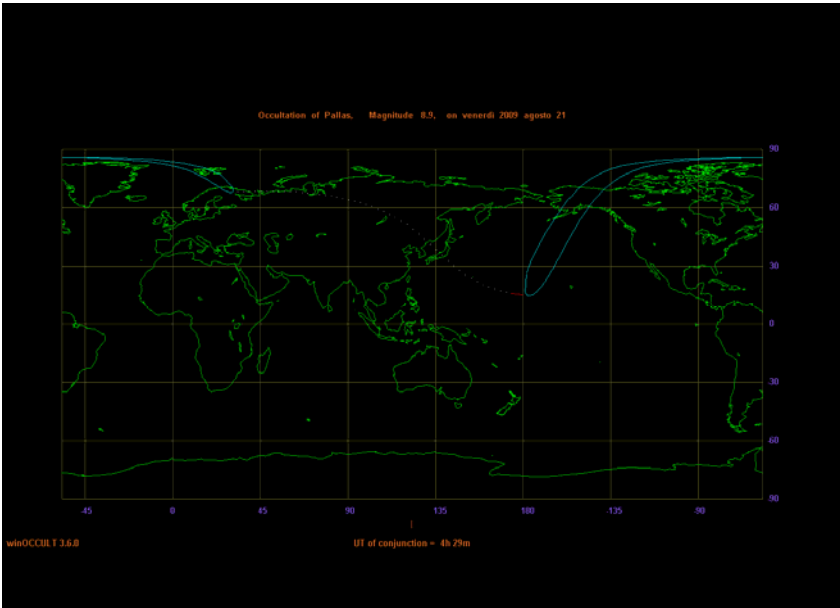 Occultation of Pallas, Magnitude 8.9, on venerdì 2009 agosto 21
90
60
30
0
30
60
90
-45 0 45 90 135 180 -135 -90
winOCCULT 3.6.0 UT of conjunction = 4h 29m